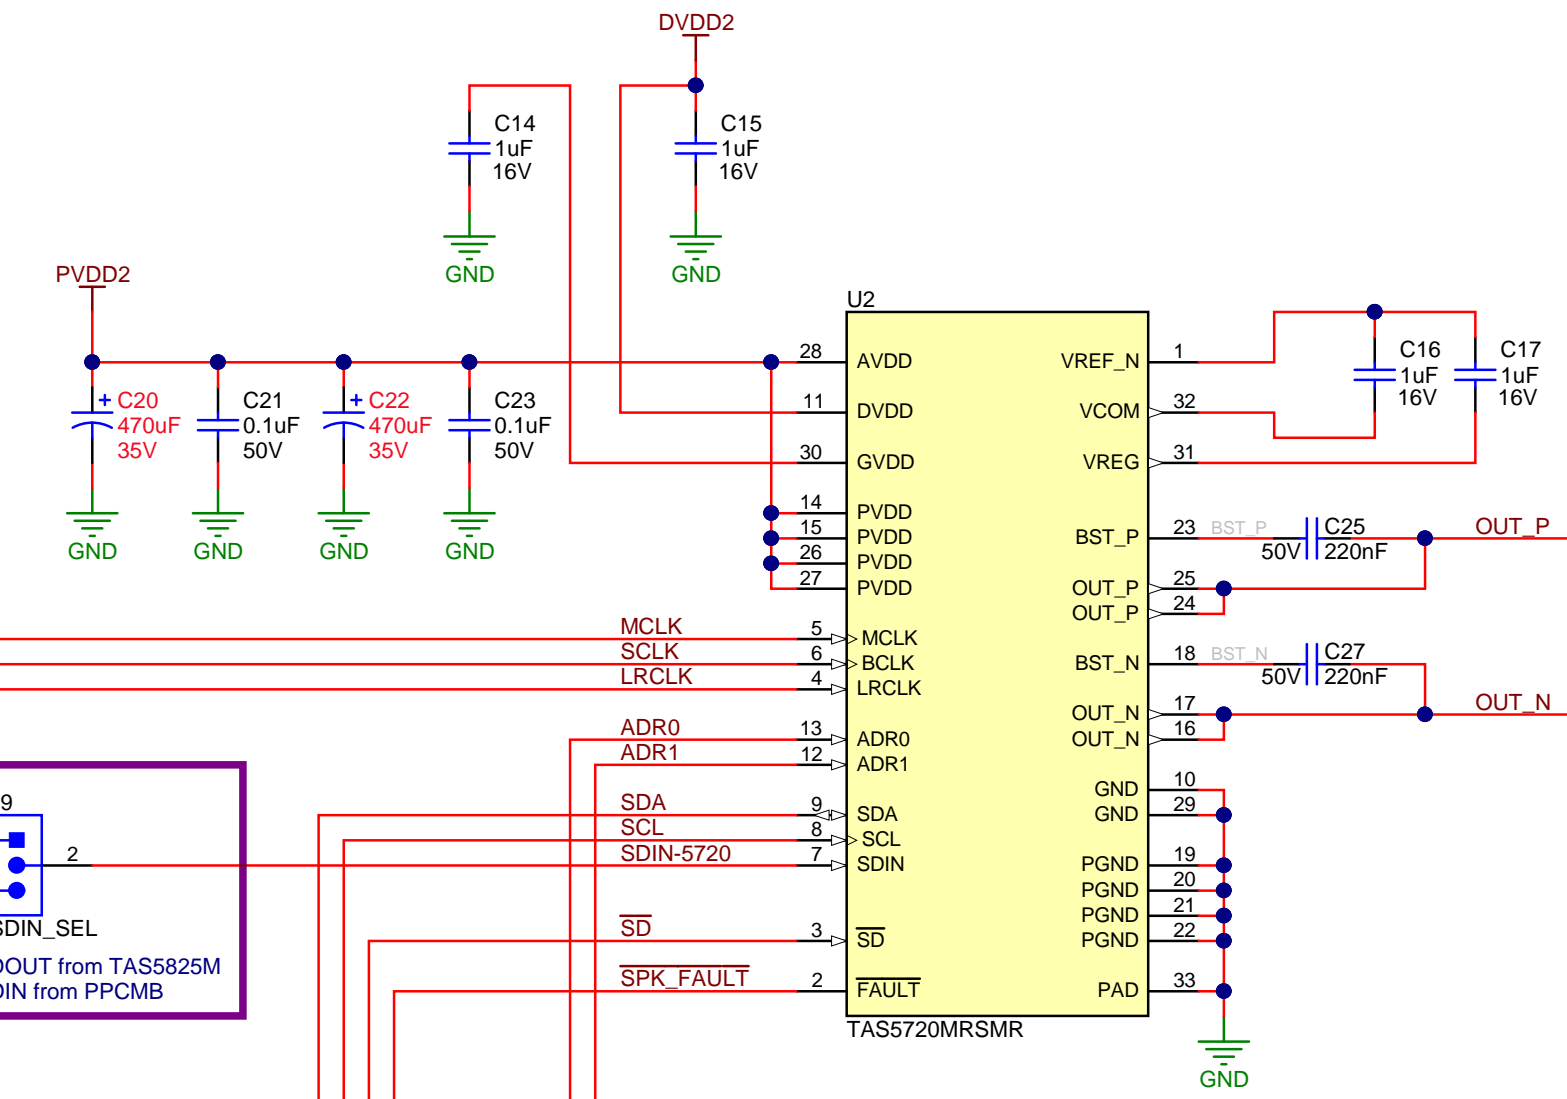 DVDD2
C14
1uF
16V
GND
C15
1uF
16V
GND
PVDD2
C20
470uF
35V
GND
C21
0.1uF
50V
GND
C22
470uF
35V
GND
C23
0.1uF
50V
GND
U2
28 AVDD
11 DVDD
30 GVDD
14 PVDD
15 PVDD
26 PVDD
27 PVDD
MCLK 5 MCLK
SCLK 6 BCLK
LRCLK 4 LRCLK
ADR0 13 ADR0
ADR1 12 ADR1
SDA 9 SDA
SCL 8 SCL
SDIN-5720 7 SDIN
SD 3 SD
SPK_FAULT 2 FAULT
VREF_N 1
VCOM 32
VREG 31
BST_P 23 BST_P
OUT_P 25
OUT_P 24
BST_N 18 BST_N
OUT_N 17
OUT_N 16
GND 10
GND 29
PGND 19
PGND 20
PGND 21
PGND 22
PAD 33
TAS5720MRSMR
GND
C16
1uF
16V
C17
1uF
16V
C25
50V 220nF
OUT_P
C27
50V 220nF
OUT_N
9
2
SDIN_SEL
OUT from TAS5825M
DIN from PPCMB